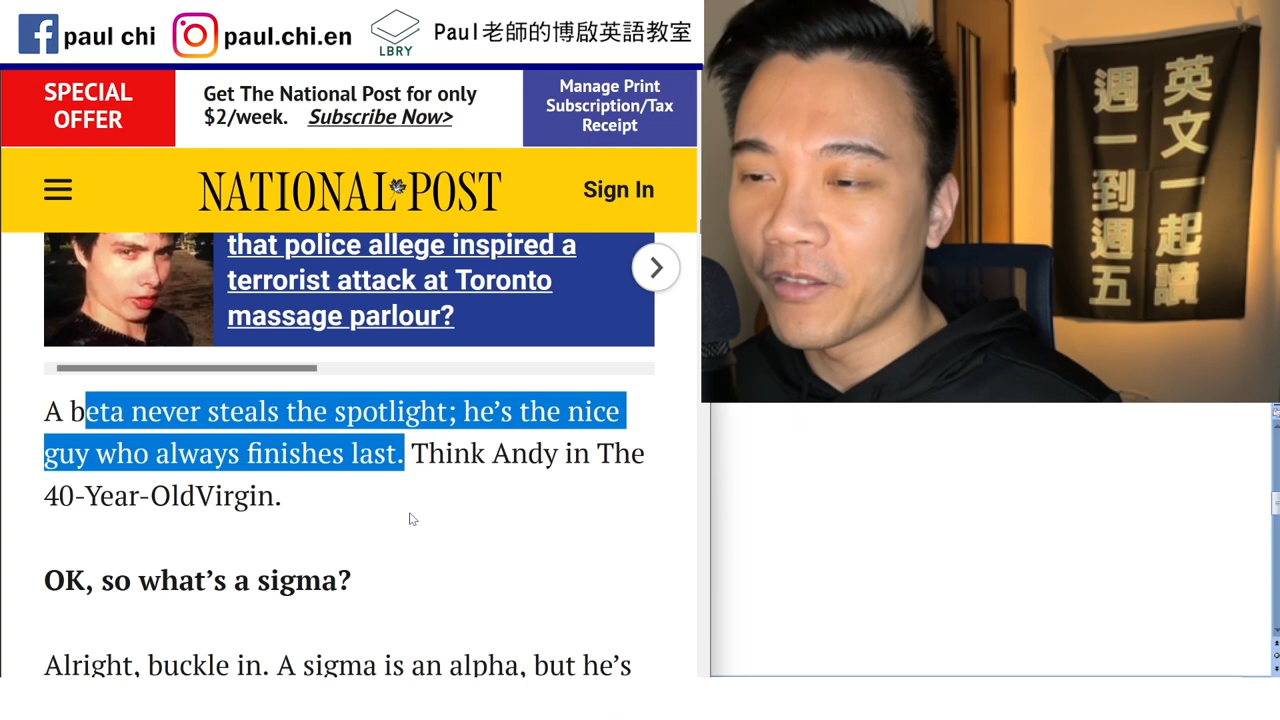 paul chi
paul.chi.en
LBRY
Paul老師的博啟英語教室
SPECIAL
OFFER
Get The National Post for only
$2/week. Subscribe Now>
Manage Print
Subscription/Tax
Receipt
NATIONAL POST
Sign In
that police allege inspired a
terrorist attack at Toronto
massage parlour?
A beta never steals the spotlight; he's the nice
guy who always finishes last. Think Andy in The
40-Year-OldVirgin.
OK, so what's a sigma?
Alright, buckle in. A sigma is an alpha, but he's
英文一起讀
週一到週五